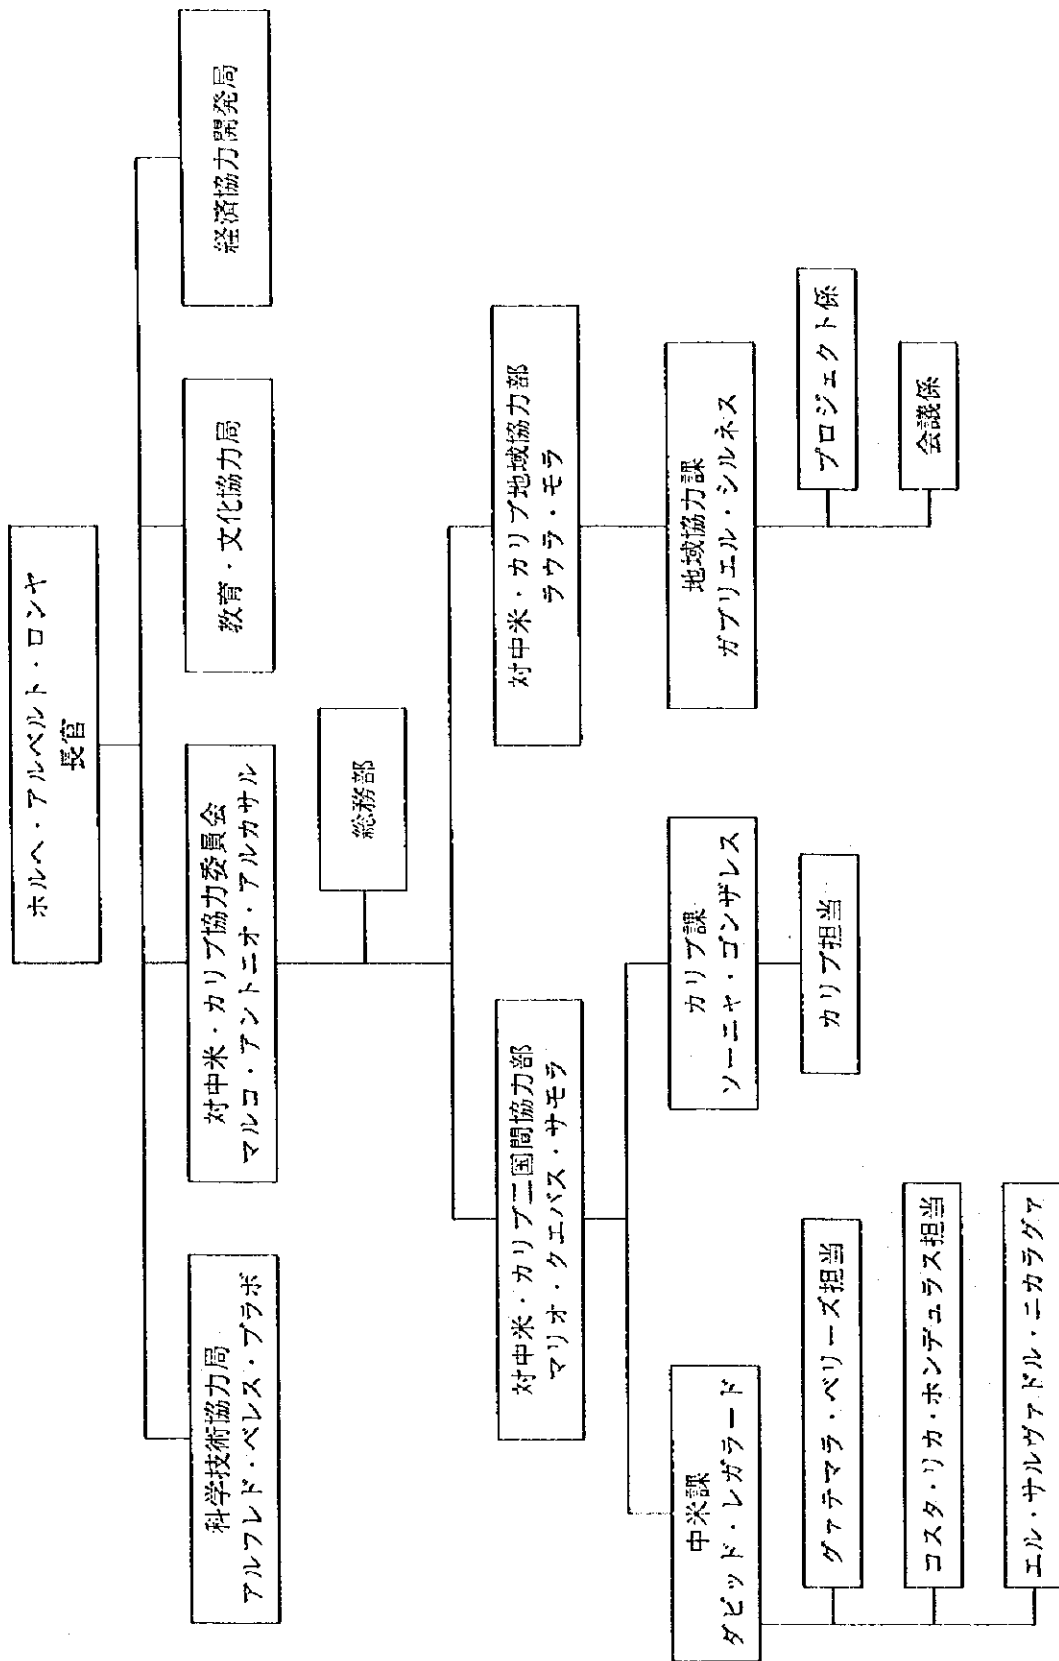 ホルヘ・アルベルト・ロンヤ
長官
科学技術協力局
アルフレド・ベレス・ブラボ
対中米・カリブ協力委員会
マルコ・アントニオ・アルカサル
教育・文化協力局
経済協力開発局
総務部
対中米・カリブ二国間協力部
マリオ・クエバス・サモラ
対中米・カリブ地域協力部
ラウラ・モラ
中米課
ダビッド・レガラード
カリブ課
ソーニャ・ゴンザレス
地域協力課
ガブリエル・シルネス
グァテマラ・ベリーズ担当
コスタ・リカ・ホンデュラス担当
エル・サルヴァドル・ニカラグァ
カリブ担当
プロジェクト係
会議係